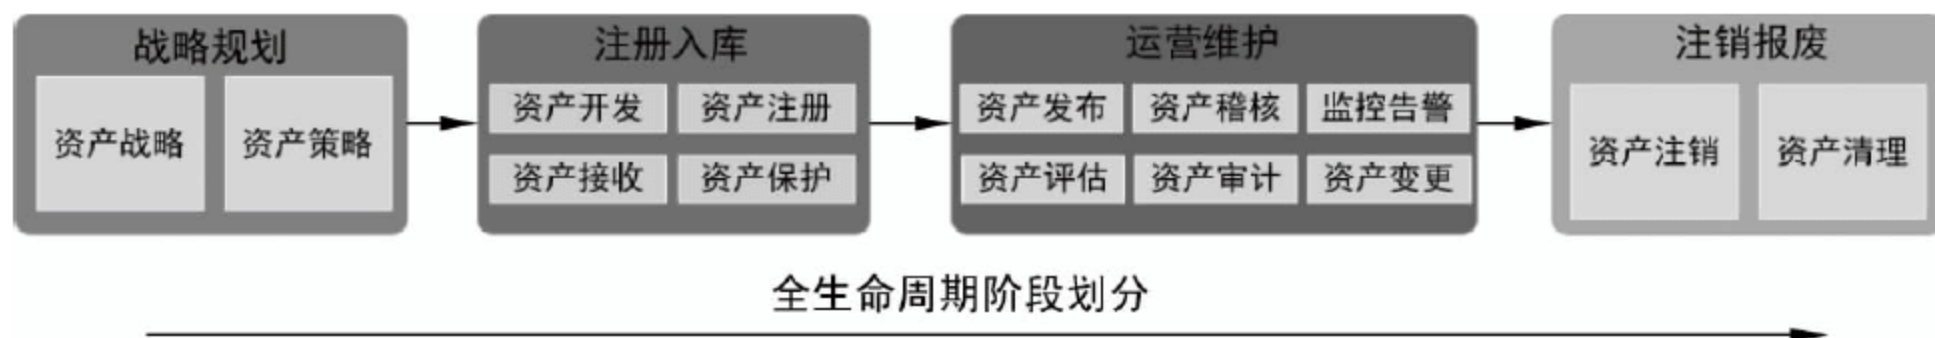 战略规划
资产战略 资产策略
注册入库
资产开发 资产注册
资产接收 资产保护
运营维护
资产发布 资产稽核 监控告警
资产评估 资产审计 资产变更
注销报废
资产注销 资产清理
全生命周期阶段划分